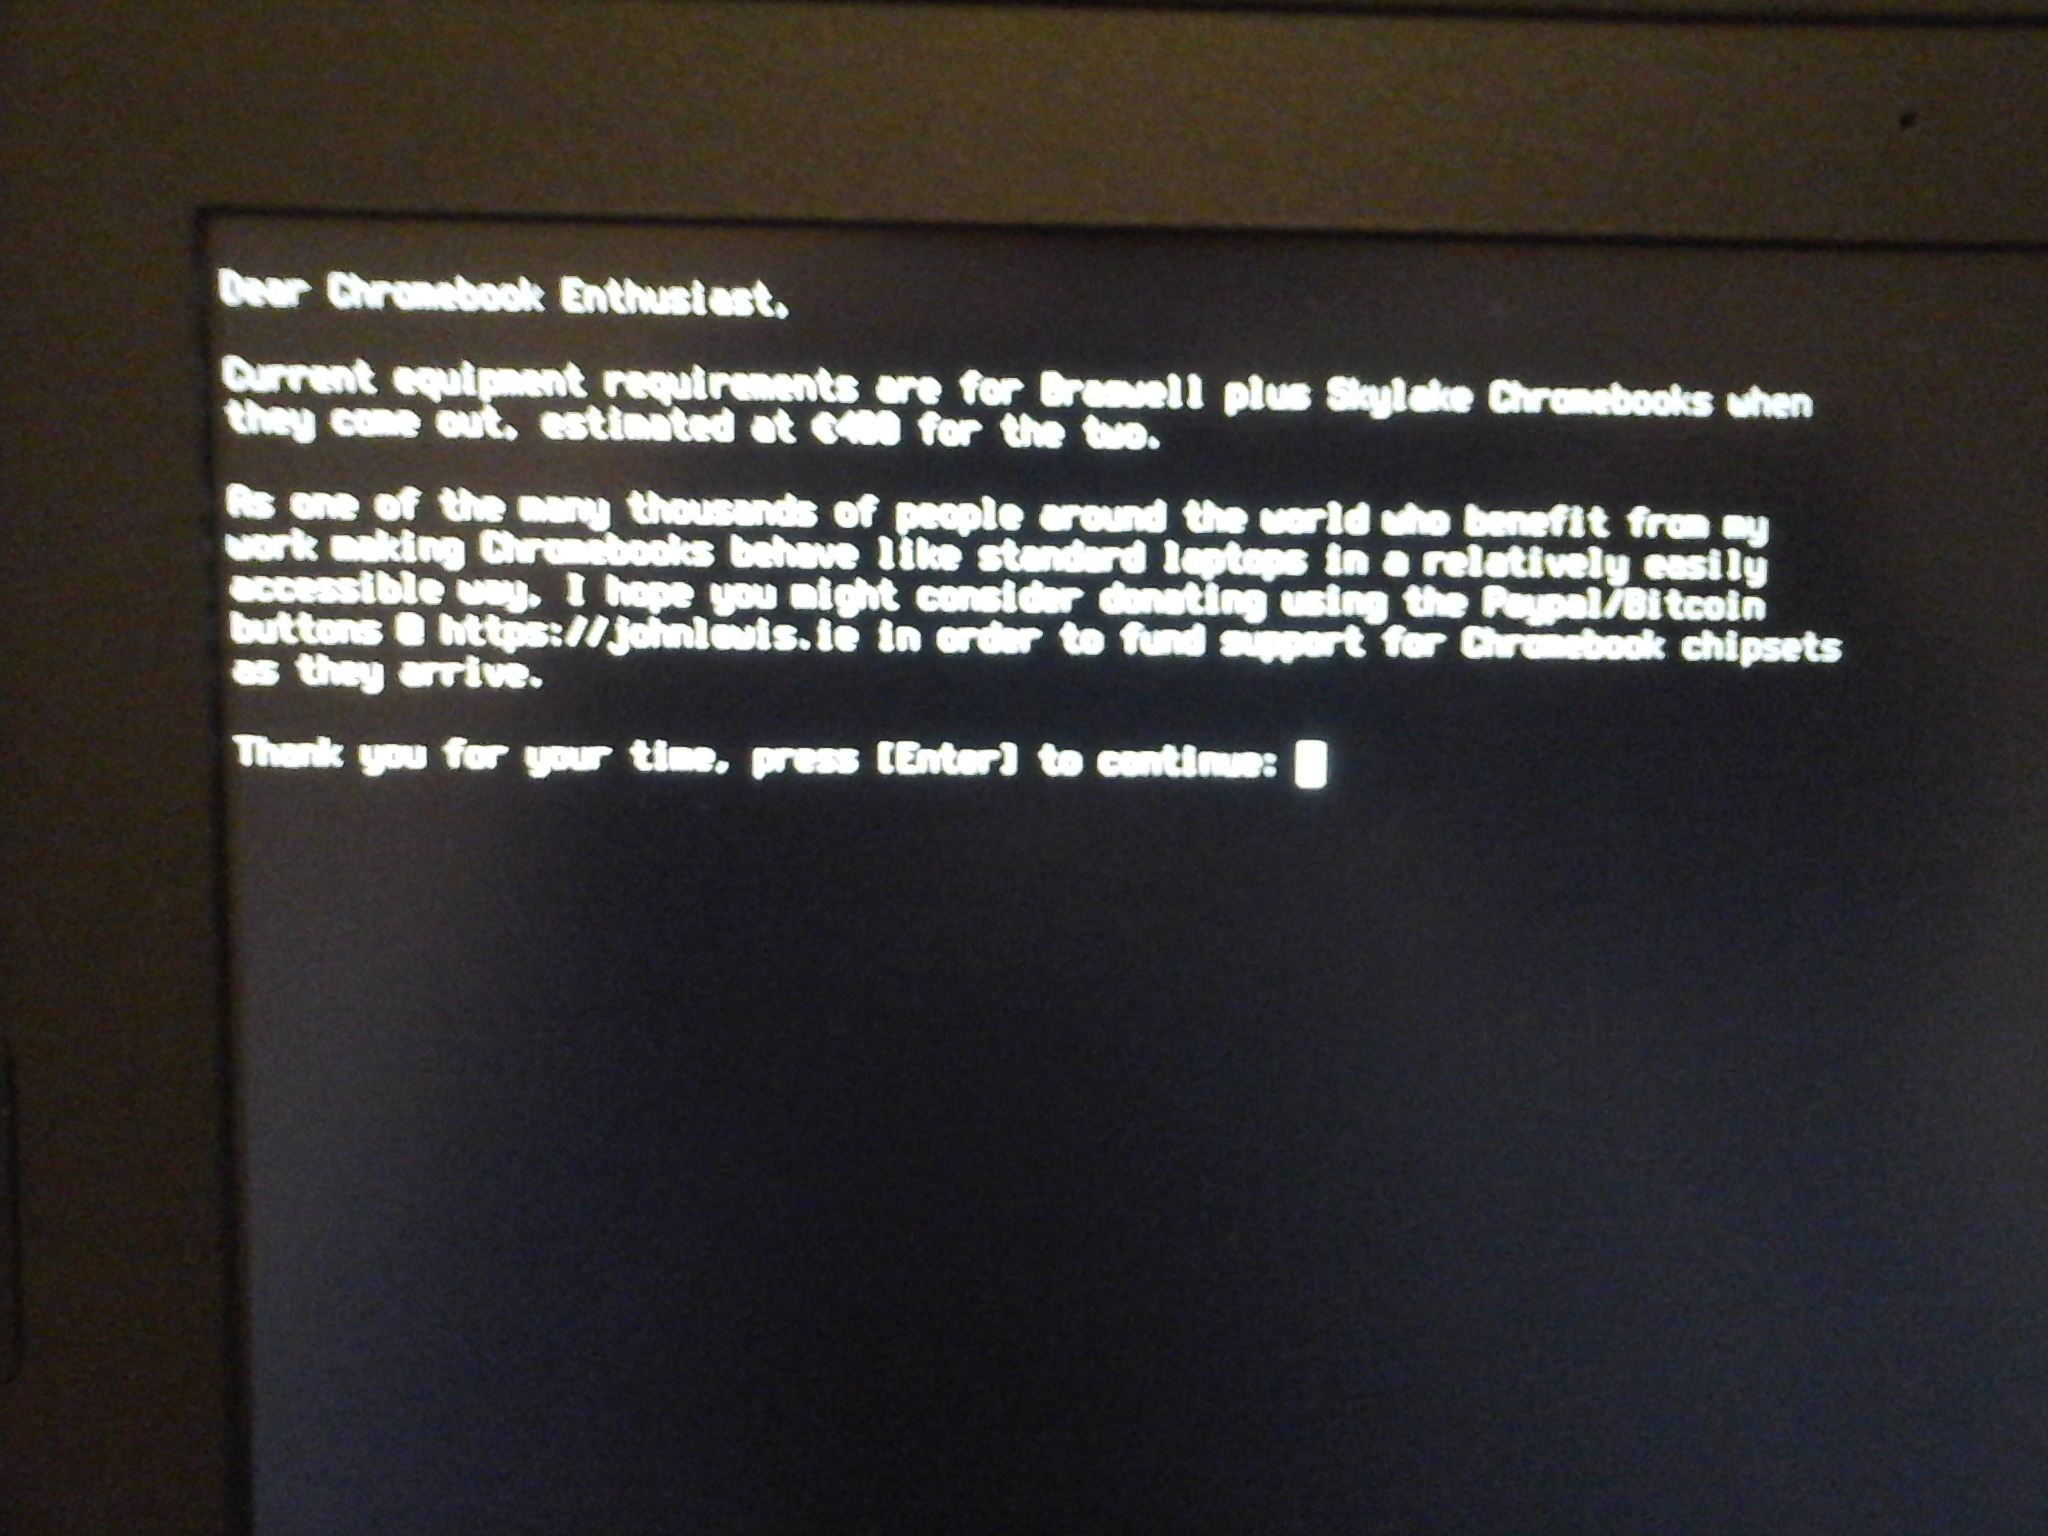 Dear Chromebook Enthusiast,
Current equipment requirements are for Braswell plus Skylake Chromebooks when
they come out, estimated at €400 for the two.
As one of the many thousands of people around the world who benefit from my
work making Chromebooks behave like standard laptops in a relatively easily
accessible way, I hope you might consider donating using the Paypal/Bitcoin
buttons @ https://johnlewis.ie in order to fund support for Chromebook chipsets
as they arrive.
Thank you for your time, press [Enter] to continue: